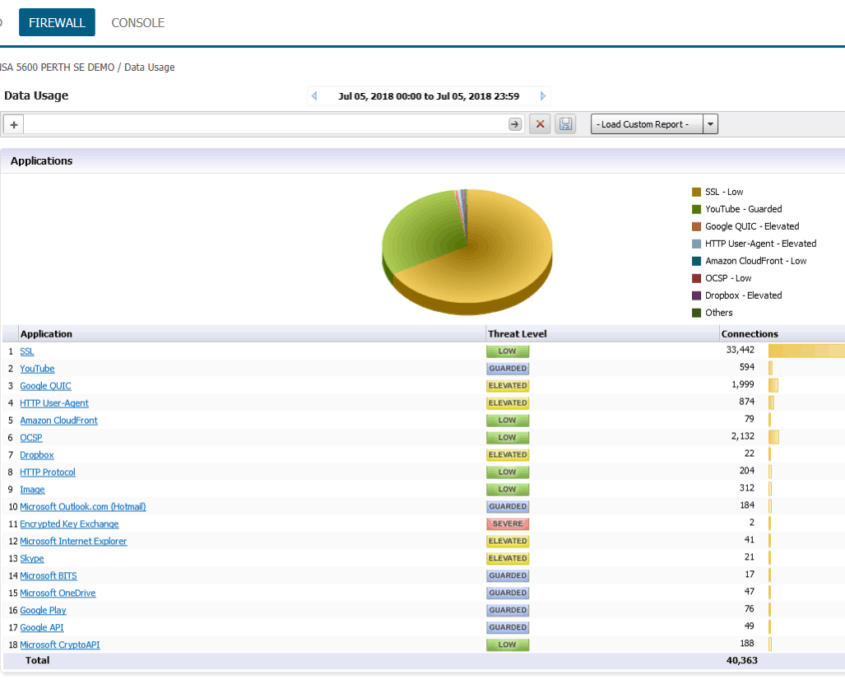 FIREWALL CONSOLE
NSA 5600 PERTH SE DEMO / Data Usage
Data Usage
Jul 05, 2018 00:00 to Jul 05, 2018 23:59
+
- Load Custom Report -
Applications
SSL - Low
YouTube - Guarded
Google QUIC - Elevated
HTTP User-Agent - Elevated
Amazon CloudFront - Low
OCSP - Low
Dropbox - Elevated
Others
Application Threat Level Connections
1 SSL LOW 33,442
2 YouTube GUARDED 594
3 Google QUIC ELEVATED 1,999
4 HTTP User-Agent ELEVATED 874
5 Amazon CloudFront LOW 79
6 OCSP LOW 2,132
7 Dropbox ELEVATED 22
8 HTTP Protocol LOW 204
9 Image LOW 312
10 Microsoft Outlook.com (Hotmail) GUARDED 184
11 Encrypted Key Exchange SEVERE 2
12 Microsoft Internet Explorer ELEVATED 41
13 Skype ELEVATED 21
14 Microsoft BITS GUARDED 17
15 Microsoft OneDrive GUARDED 47
16 Google Play GUARDED 76
17 Google API GUARDED 49
18 Microsoft CryptoAPI LOW 188
Total 40,363